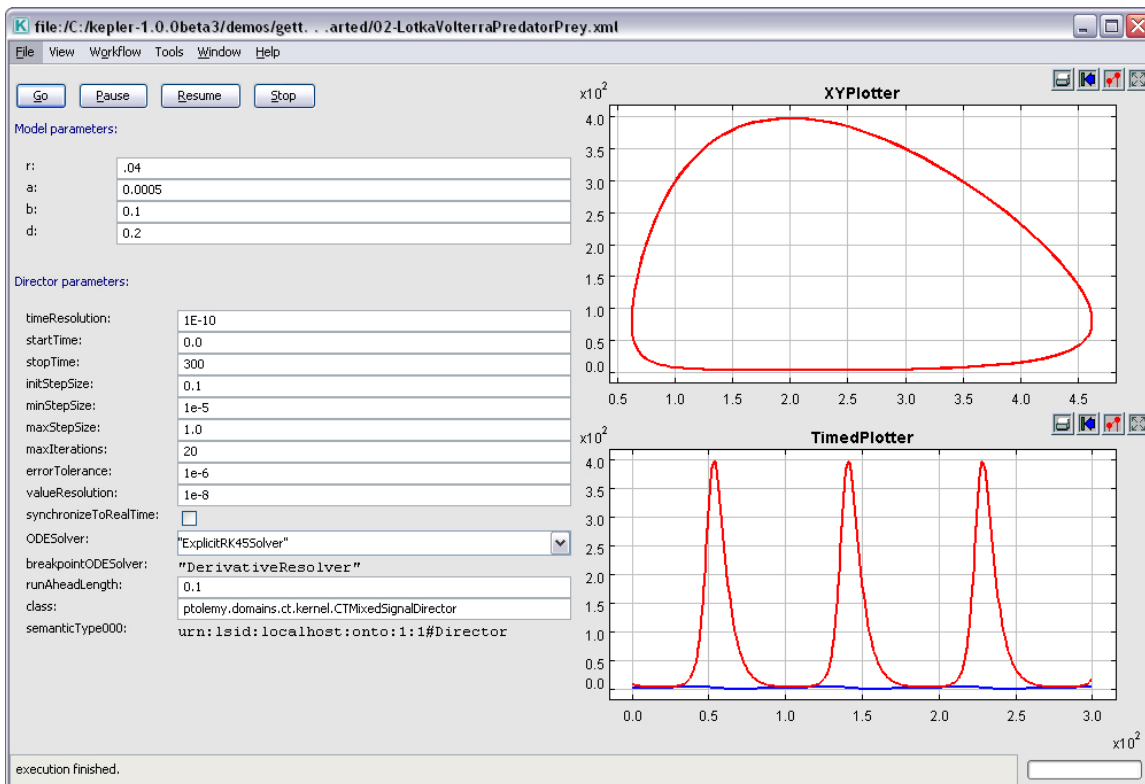 file:/C:/kepler-1.0.0beta3/demos/gett. . .arted/02-LotkaVolterraPredatorPrey.xml
File View Workflow Tools Window Help
Go Pause Resume Stop
Model parameters:
r: .04
a: 0.0005
b: 0.1
d: 0.2
Director parameters:
timeResolution: 1E-10
startTime: 0.0
stopTime: 300
initStepSize: 0.1
minStepSize: 1e-5
maxStepSize: 1.0
maxIterations: 20
errorTolerance: 1e-6
valueResolution: 1e-8
synchronizeToRealTime:
ODESolver: "ExplicitRK45Solver"
breakpointODESolver: "DerivativeResolver"
runAheadLength: 0.1
class: ptolemy.domains.ct.kernel.CTMixedSignalDirector
semanticType000: urn:lsid:localhost:onto:1:1#Director
XYPlotter
x10²
4.0
3.5
3.0
2.5
2.0
1.5
1.0
0.5
0.0
0.5 1.0 1.5 2.0 2.5 3.0 3.5 4.0 4.5
TimedPlotter
x10²
4.0
3.5
3.0
2.5
2.0
1.5
1.0
0.5
0.0
0.0 0.5 1.0 1.5 2.0 2.5 3.0
x10²
execution finished.